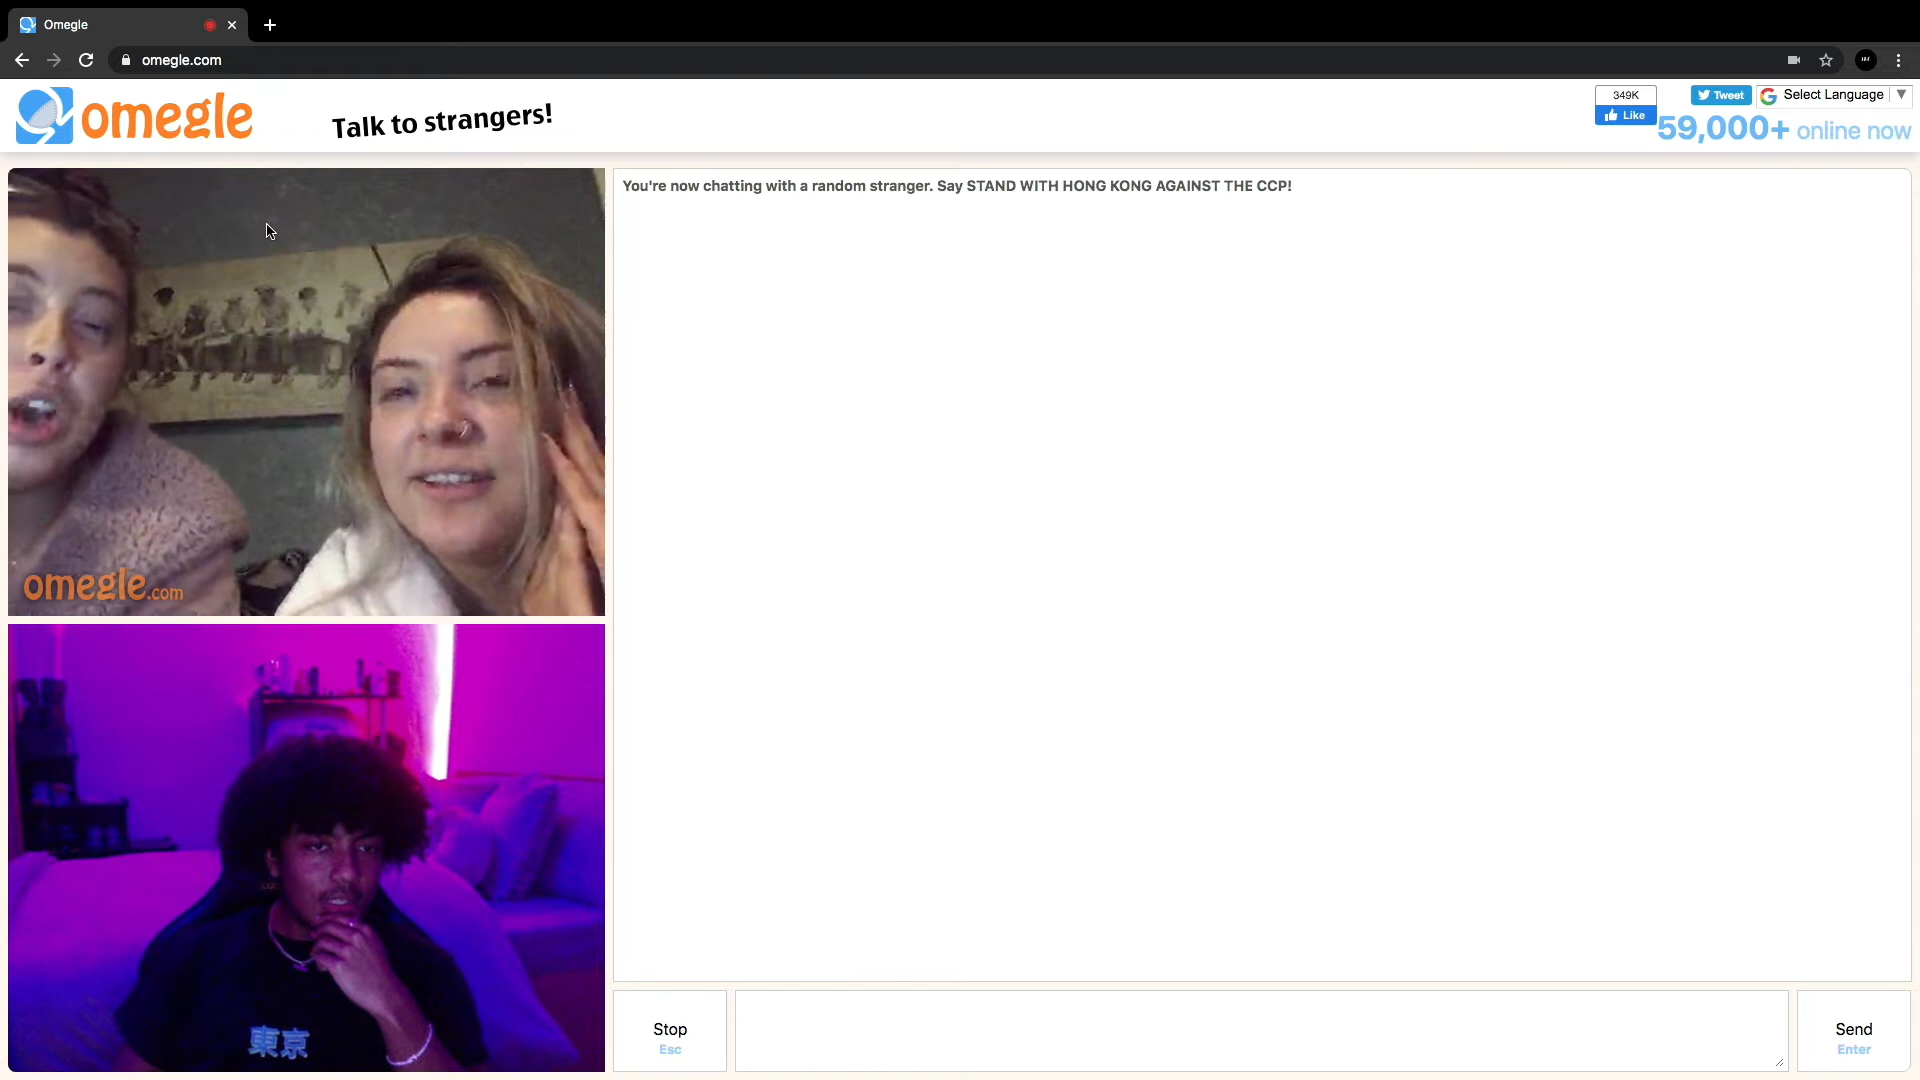 Omegle
omegle.com
omegle
Talk to strangers!
349K
Like
Tweet
Select Language
59,000+ online now
You're now chatting with a random stranger. Say STAND WITH HONG KONG AGAINST THE CCP!
omegle.com
東京
Stop
Esc
Send
Enter